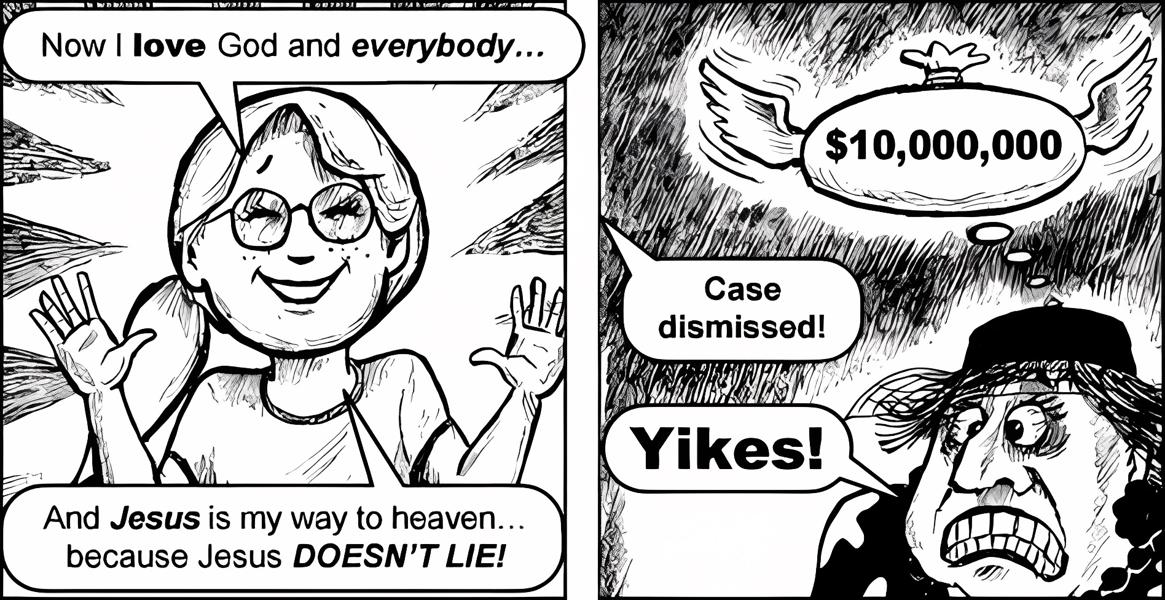 Now I love God and everybody...
And Jesus is my way to heaven...
because Jesus DOESN'T LIE!
$10,000,000
Case
dismissed!
Yikes!